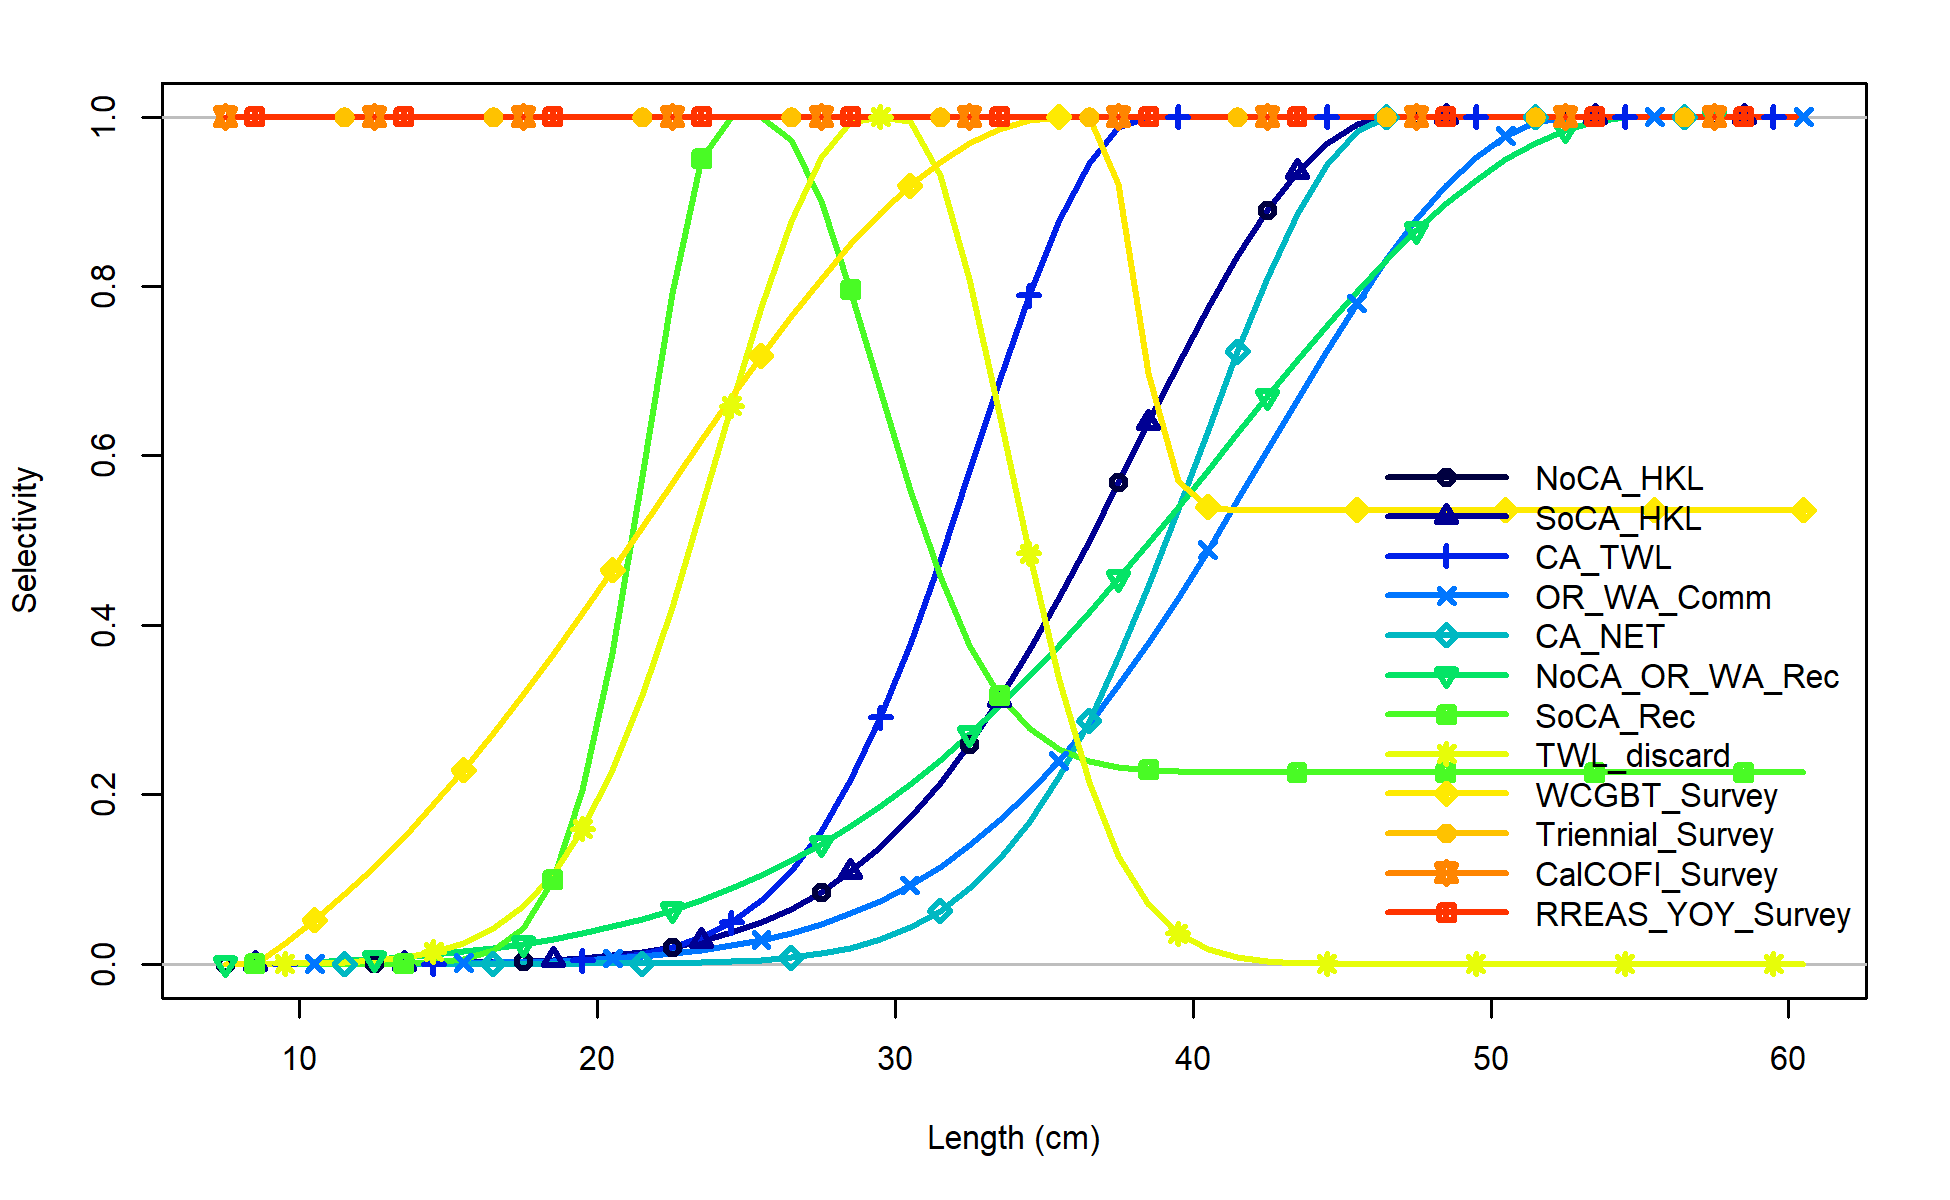 1.0
0.8
0.6
0.4
0.2
0.0
Selectivity
NoCA_HKL
SoCA_HKL
CA_TWL
OR_WA_Comm
CA_NET
NoCA_OR_WA_Rec
SoCA_Rec
TWL_discard
WCGBT_Survey
Triennial_Survey
CalCOFI_Survey
RREAS_YOY_Survey
10 20 30 40 50 60
Length (cm)